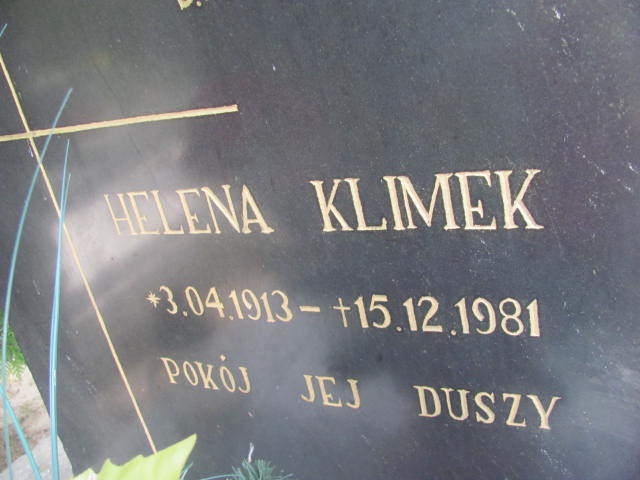 HELENA KLIMEK
*3.04.1913 – †15.12.1981
POKÓJ JEJ DUSZY